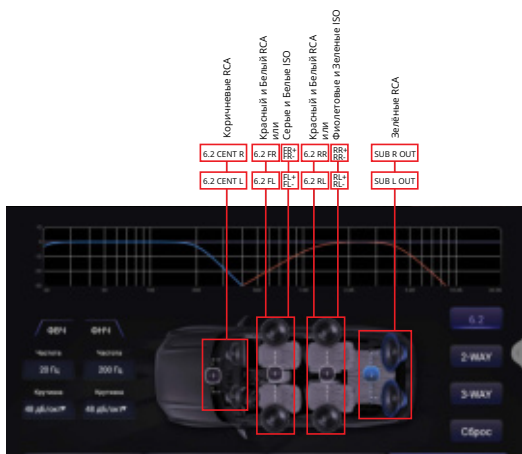 Коричневые RCA
Красный и Белый RCA
или
Серые и Белые ISO
Красный и Белый RCA
или
Фиолетовые и Зеленые ISO
Зелёные RCA
6.2 CENT R
6.2 FR
FR+
FR-
6.2 RR
RR+
RR-
SUB R OUT
6.2 CENT L
6.2 FL
FL+
FL-
6.2 RL
RL+
RL-
SUB L OUT
6.2
ФВЧ
ФНЧ
Частота
Частота
20 Гц
200 Гц
2-WAY
Крутизна
Крутизна
48 дБ/окт
48 дБ/окт
3-WAY
Сброс